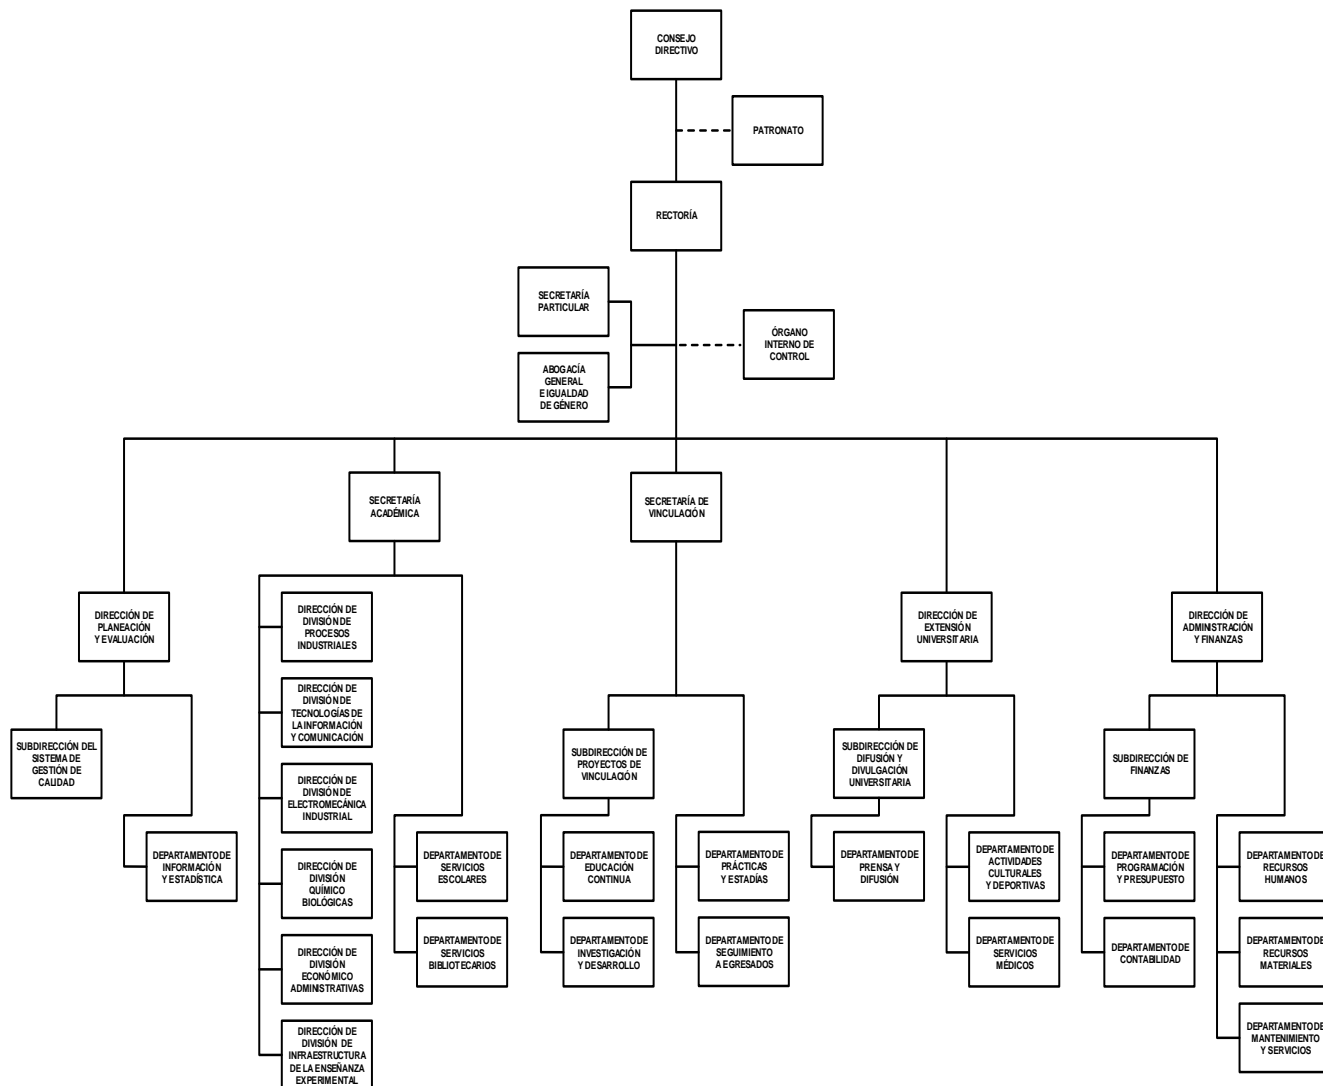 CONSEJO
DIRECTIVO
PATRONATO
RECTORÍA
SECRETARÍA
PARTICULAR
ÓRGANO
INTERNO DE
CONTROL
ABOGACÍA
GENERAL
E IGUALDAD
DE GÉNERO
SECRETARÍA
ACADÉMICA
SECRETARÍA DE
VINCULACIÓN
DIRECCIÓN DE
PLANEACIÓN
Y EVALUACIÓN
DIRECCIÓN DE
DIVISIÓN DE
PROCESOS
INDUSTRIALES
DIRECCIÓN DE
EXTENSIÓN
UNIVERSITARIA
DIRECCIÓN DE
ADMINISTRACIÓN
Y FINANZAS
DIRECCIÓN DE
DIVISIÓN DE
TECNOLOGÍAS DE
LA INFORMACIÓN
Y COMUNICACIÓN
SUBDIRECCIÓN DEL
SISTEMA DE
GESTIÓN DE
CALIDAD
SUBDIRECCIÓN DE
PROYECTOS DE
VINCULACIÓN
SUBDIRECCIÓN DE
DIFUSIÓN Y
DIVULGACIÓN
UNIVERSITARIA
SUBDIRECCIÓN DE
FINANZAS
DIRECCIÓN DE
DIVISIÓN DE
ELECTROMECÁNICA
INDUSTRIAL
DEPARTAMENTO DE
INFORMACIÓN
Y ESTADÍSTICA
DIRECCIÓN DE
DIVISIÓN
QUÍMICO
BIOLÓGICAS
DEPARTAMENTO DE
SERVICIOS
ESCOLARES
DEPARTAMENTO DE
EDUCACIÓN
CONTINUA
DEPARTAMENTO DE
PRÁCTICAS
Y ESTADÍAS
DEPARTAMENTO DE
PRENSA Y
DIFUSIÓN
DEPARTAMENTO DE
ACTIVIDADES
CULTURALES
Y DEPORTIVAS
DEPARTAMENTO DE
PROGRAMACIÓN
Y PRESUPUESTO
DEPARTAMENTO DE
RECURSOS
HUMANOS
DIRECCIÓN DE
DIVISIÓN
ECONÓMICO
ADMINISTRATIVAS
DEPARTAMENTO DE
SERVICIOS
BIBLIOTECARIOS
DEPARTAMENTO DE
INVESTIGACIÓN
Y DESARROLLO
DEPARTAMENTO DE
SEGUIMIENTO
A EGRESADOS
DEPARTAMENTO DE
SERVICIOS
MÉDICOS
DEPARTAMENTO DE
CONTABILIDAD
DEPARTAMENTO DE
RECURSOS
MATERIALES
DIRECCIÓN DE
DIVISIÓN DE
INFRAESTRUCTURA
DE LA ENSEÑANZA
EXPERIMENTAL
DEPARTAMENTO DE
MANTENIMIENTO
Y SERVICIOS